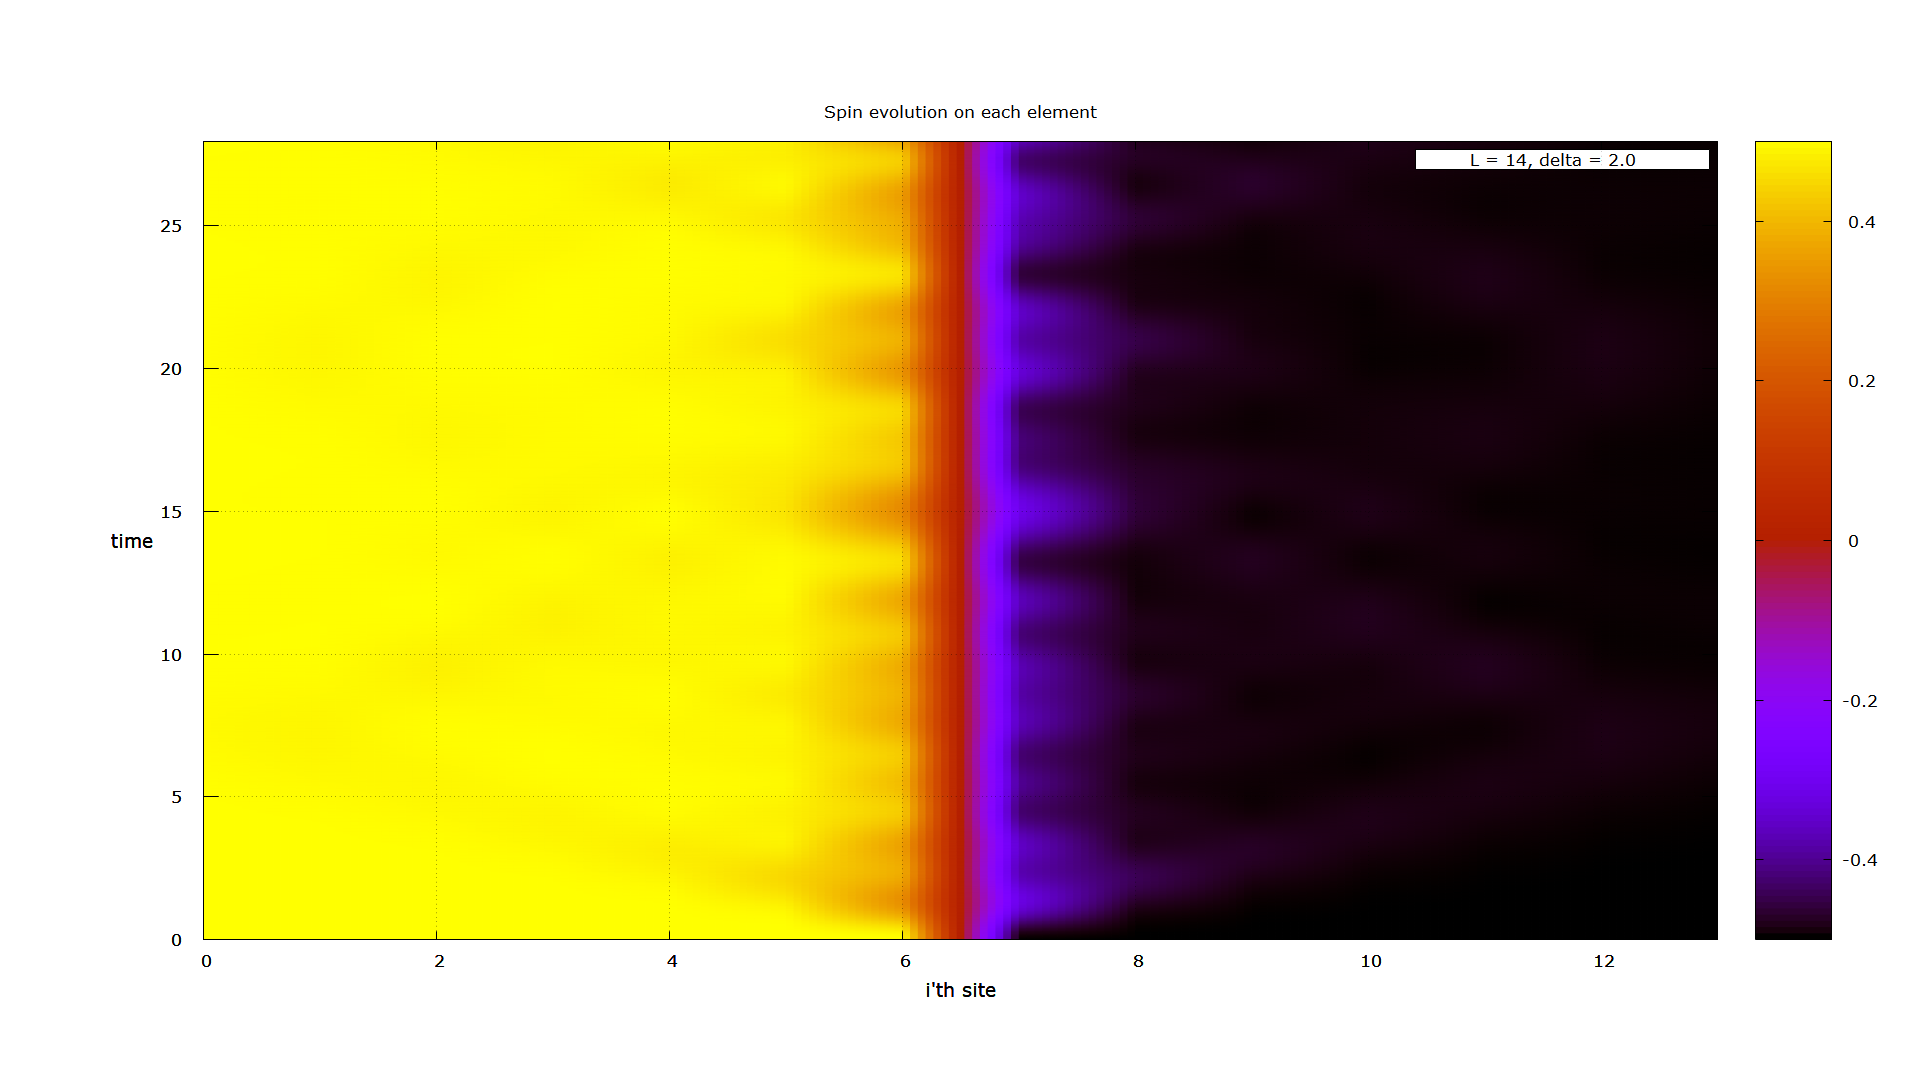 Spin evolution on each element
L = 14, delta = 2.0
25
20
15
10
5
0
time
0 2 4 6 8 10 12
i'th site
0.4
0.2
0
-0.2
-0.4